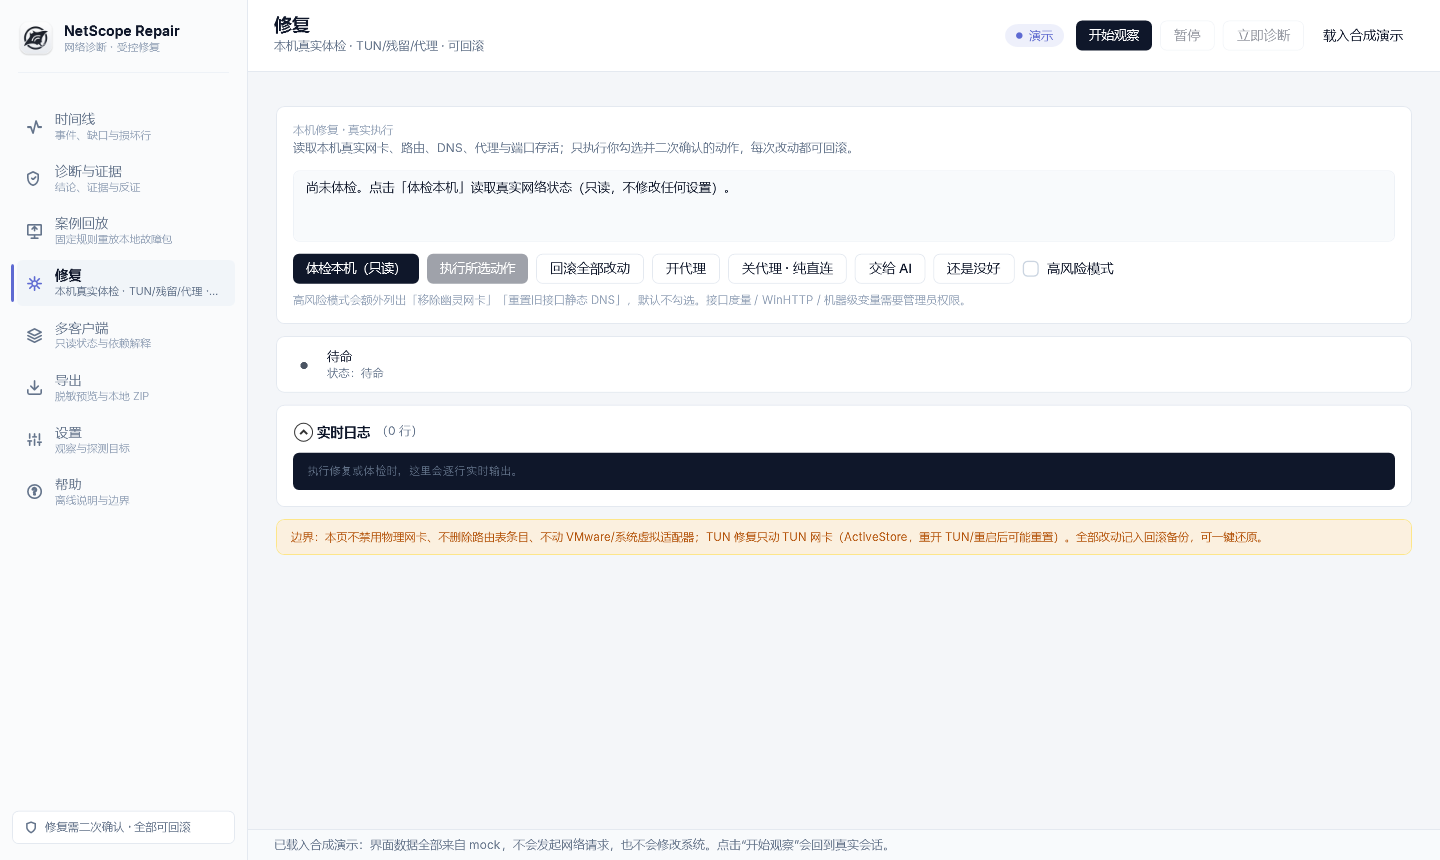 NetScope Repair
网络诊断 · 受控修复
时间线
事件、缺口与损坏行
诊断与证据
结论、证据与反证
案例回放
固定规则重放本地故障包
修复
本机真实体检 · TUN/残留/代理 ·...
多客户端
只读状态与依赖解释
导出
脱敏预览与本地 ZIP
设置
观察与探测目标
帮助
离线说明与边界
修复需二次确认 · 全部可回滚
修复
本机真实体检 · TUN/残留/代理 · 可回滚
演示
开始观察
暂停
立即诊断
载入合成演示
本机修复 · 真实执行
读取本机真实网卡、路由、DNS、代理与端口存活；只执行你勾选并二次确认的动作，每次改动都可回滚。
尚未体检。点击「体检本机」读取真实网络状态（只读，不修改任何设置）。
体检本机（只读）
执行所选动作
回滚全部改动
开代理
关代理 · 纯直连
交给 AI
还是没好
高风险模式
高风险模式会额外列出「移除幽灵网卡」「重置旧接口静态 DNS」，默认不勾选。接口度量 / WinHTTP / 机器级变量需要管理员权限。
待命
状态：待命
实时日志 （0 行）
执行修复或体检时，这里会逐行实时输出。
边界：本页不禁用物理网卡、不删除路由表条目、不动 VMware/系统虚拟适配器；TUN 修复只动 TUN 网卡（ActiveStore，重开 TUN/重启后可能重置）。全部改动记入回滚备份，可一键还原。
已载入合成演示：界面数据全部来自 mock，不会发起网络请求，也不会修改系统。点击“开始观察”会回到真实会话。